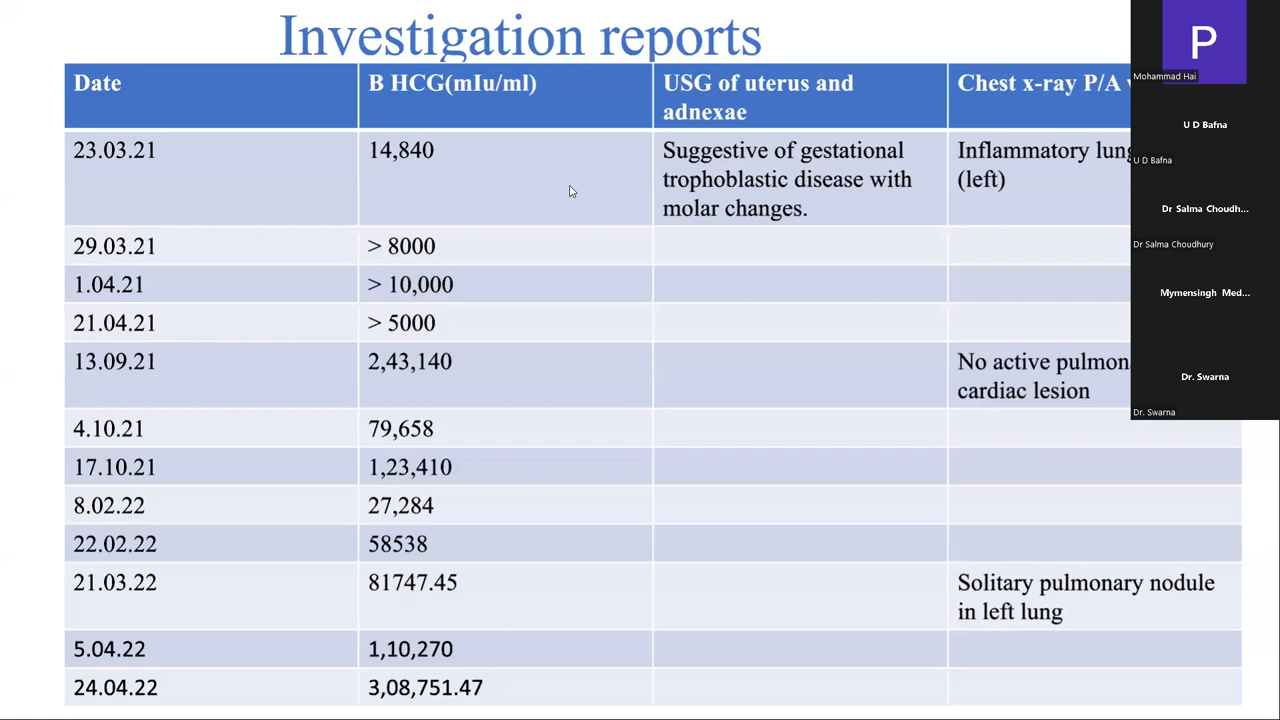 Investigation reports
Date B HCG(mIu/ml) USG of uterus and Chest x-ray P/A
adnexae
23.03.21 14,840 Suggestive of gestational Inflammatory lung
trophoblastic disease with (left)
molar changes.
29.03.21 > 8000
1.04.21 > 10,000
21.04.21 > 5000
13.09.21 2,43,140 No active
cardiac lesion
4.10.21 79,658
17.10.21 1,23,410
8.02.22 27,284
22.02.22 58538
21.03.22 81747.45 Solitary pulmonary nodule
in left lung
5.04.22 1,10,270
24.04.22 3,08,751.47
P
Mohammad Hai
U D Bafna
U D Bafna
Dr Salma Choudh...
Dr Salma Choudhury
Mymensingh Med...
Dr. Swarna
Dr. Swarna